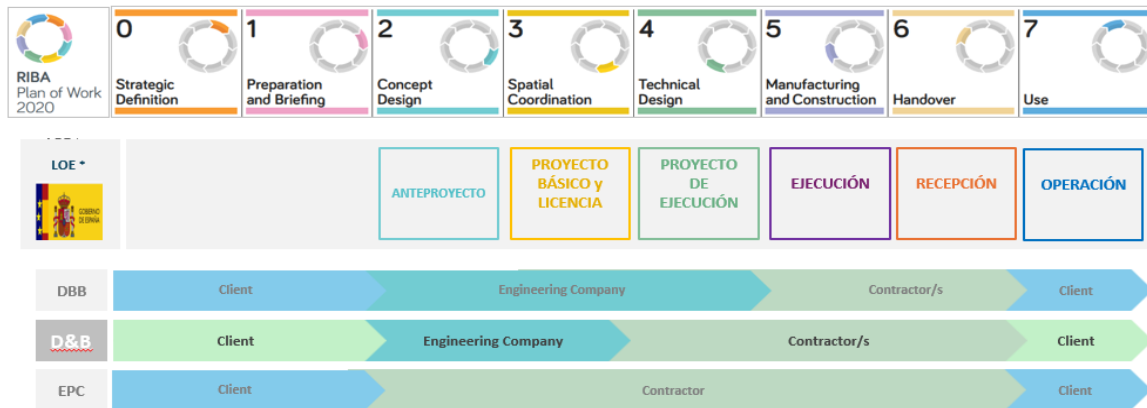 RIBA
Plan of Work
2020
0
Strategic
Definition
1
Preparation
and Briefing
2
Concept
Design
3
Spatial
Coordination
4
Technical
Design
5
Manufacturing
and Construction
6
Handover
7
Use
LOE *
GOBIERNO
DE ESPAÑA
ANTEPROYECTO
PROYECTO
BÁSICO y
LICENCIA
PROYECTO
DE
EJECUCIÓN
EJECUCIÓN
RECEPCIÓN
OPERACIÓN
DBB
Client
Engineering Company
Contractor/s
Client
D&B
Client
Engineering Company
Contractor/s
Client
EPC
Client
Contractor
Client